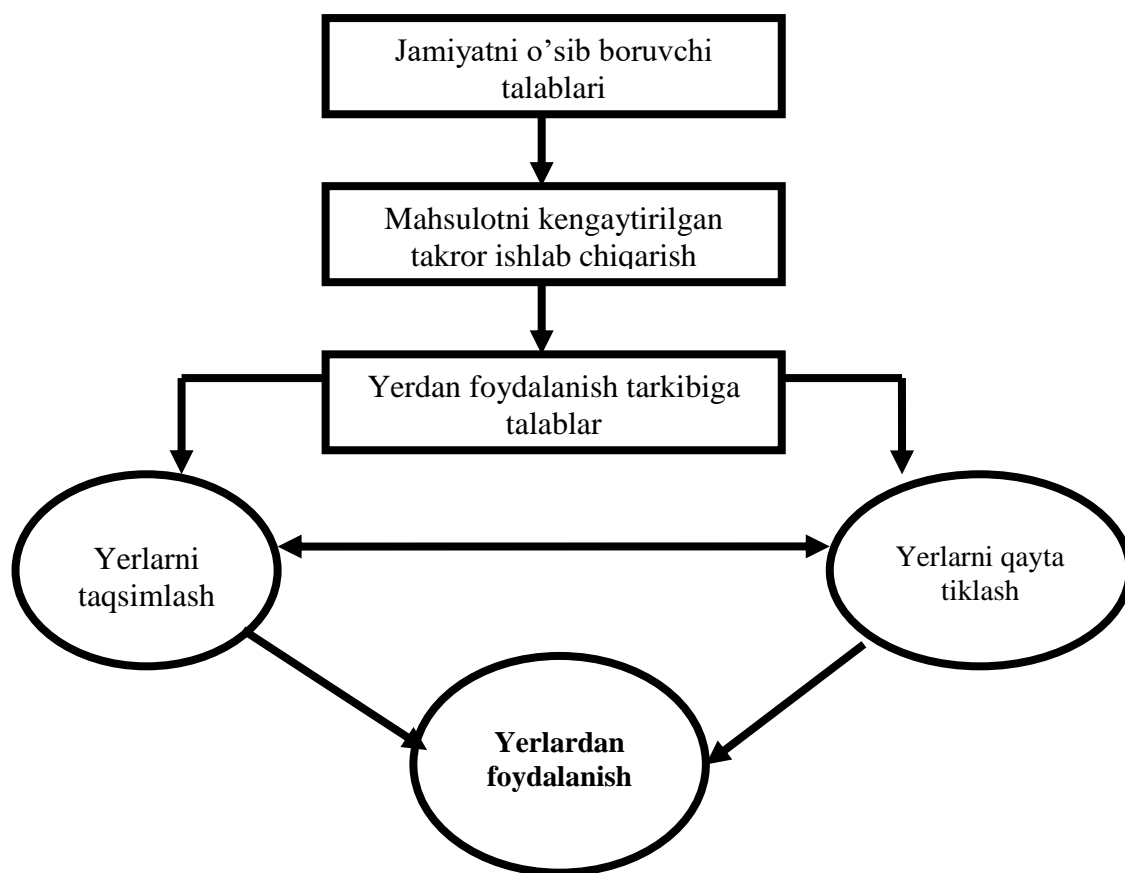 Jamiyatni o’sib boruvchi
talablari
Mahsulotni kengaytirilgan
takror ishlab chiqarish
Yerdan foydalanish tarkibiga
talablar
Yerlarni
taqsimlash
Yerlarni qayta
tiklash
Yerlardan
foydalanish